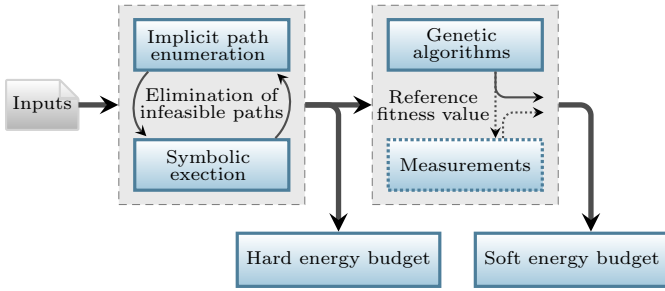 Inputs
Implicit path
enumeration
Elimination of
infeasible paths
Symbolic
exection
Genetic
algorithms
Reference
fitness value
Measurements
Hard energy budget
Soft energy budget